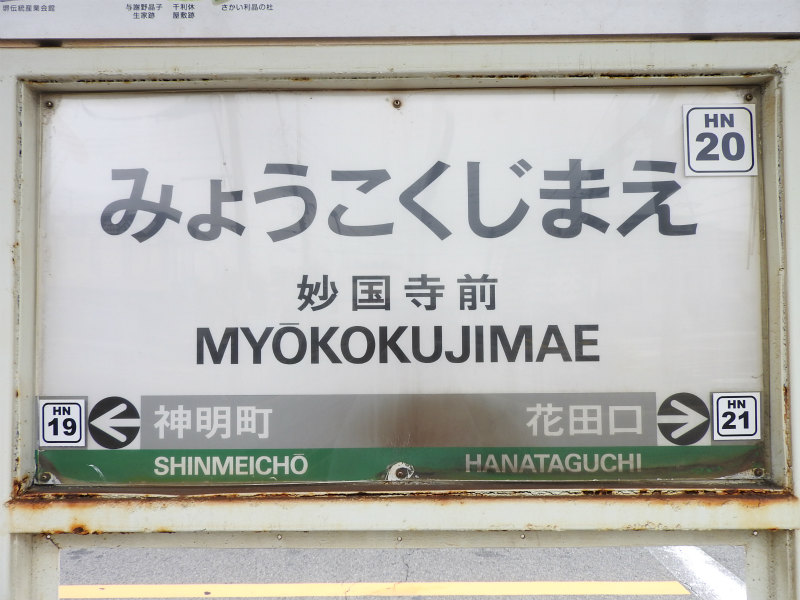 堺伝統産業会館
与謝野晶子
生家跡
千利休
屋敷跡
さかい利晶の杜
HN
20
みょうこくじまえ
妙国寺前
MYŌKOKUJIMAE
HN
19
神明町
花田口
HN
21
SHINMEICHŌ
HANATAGUCHI